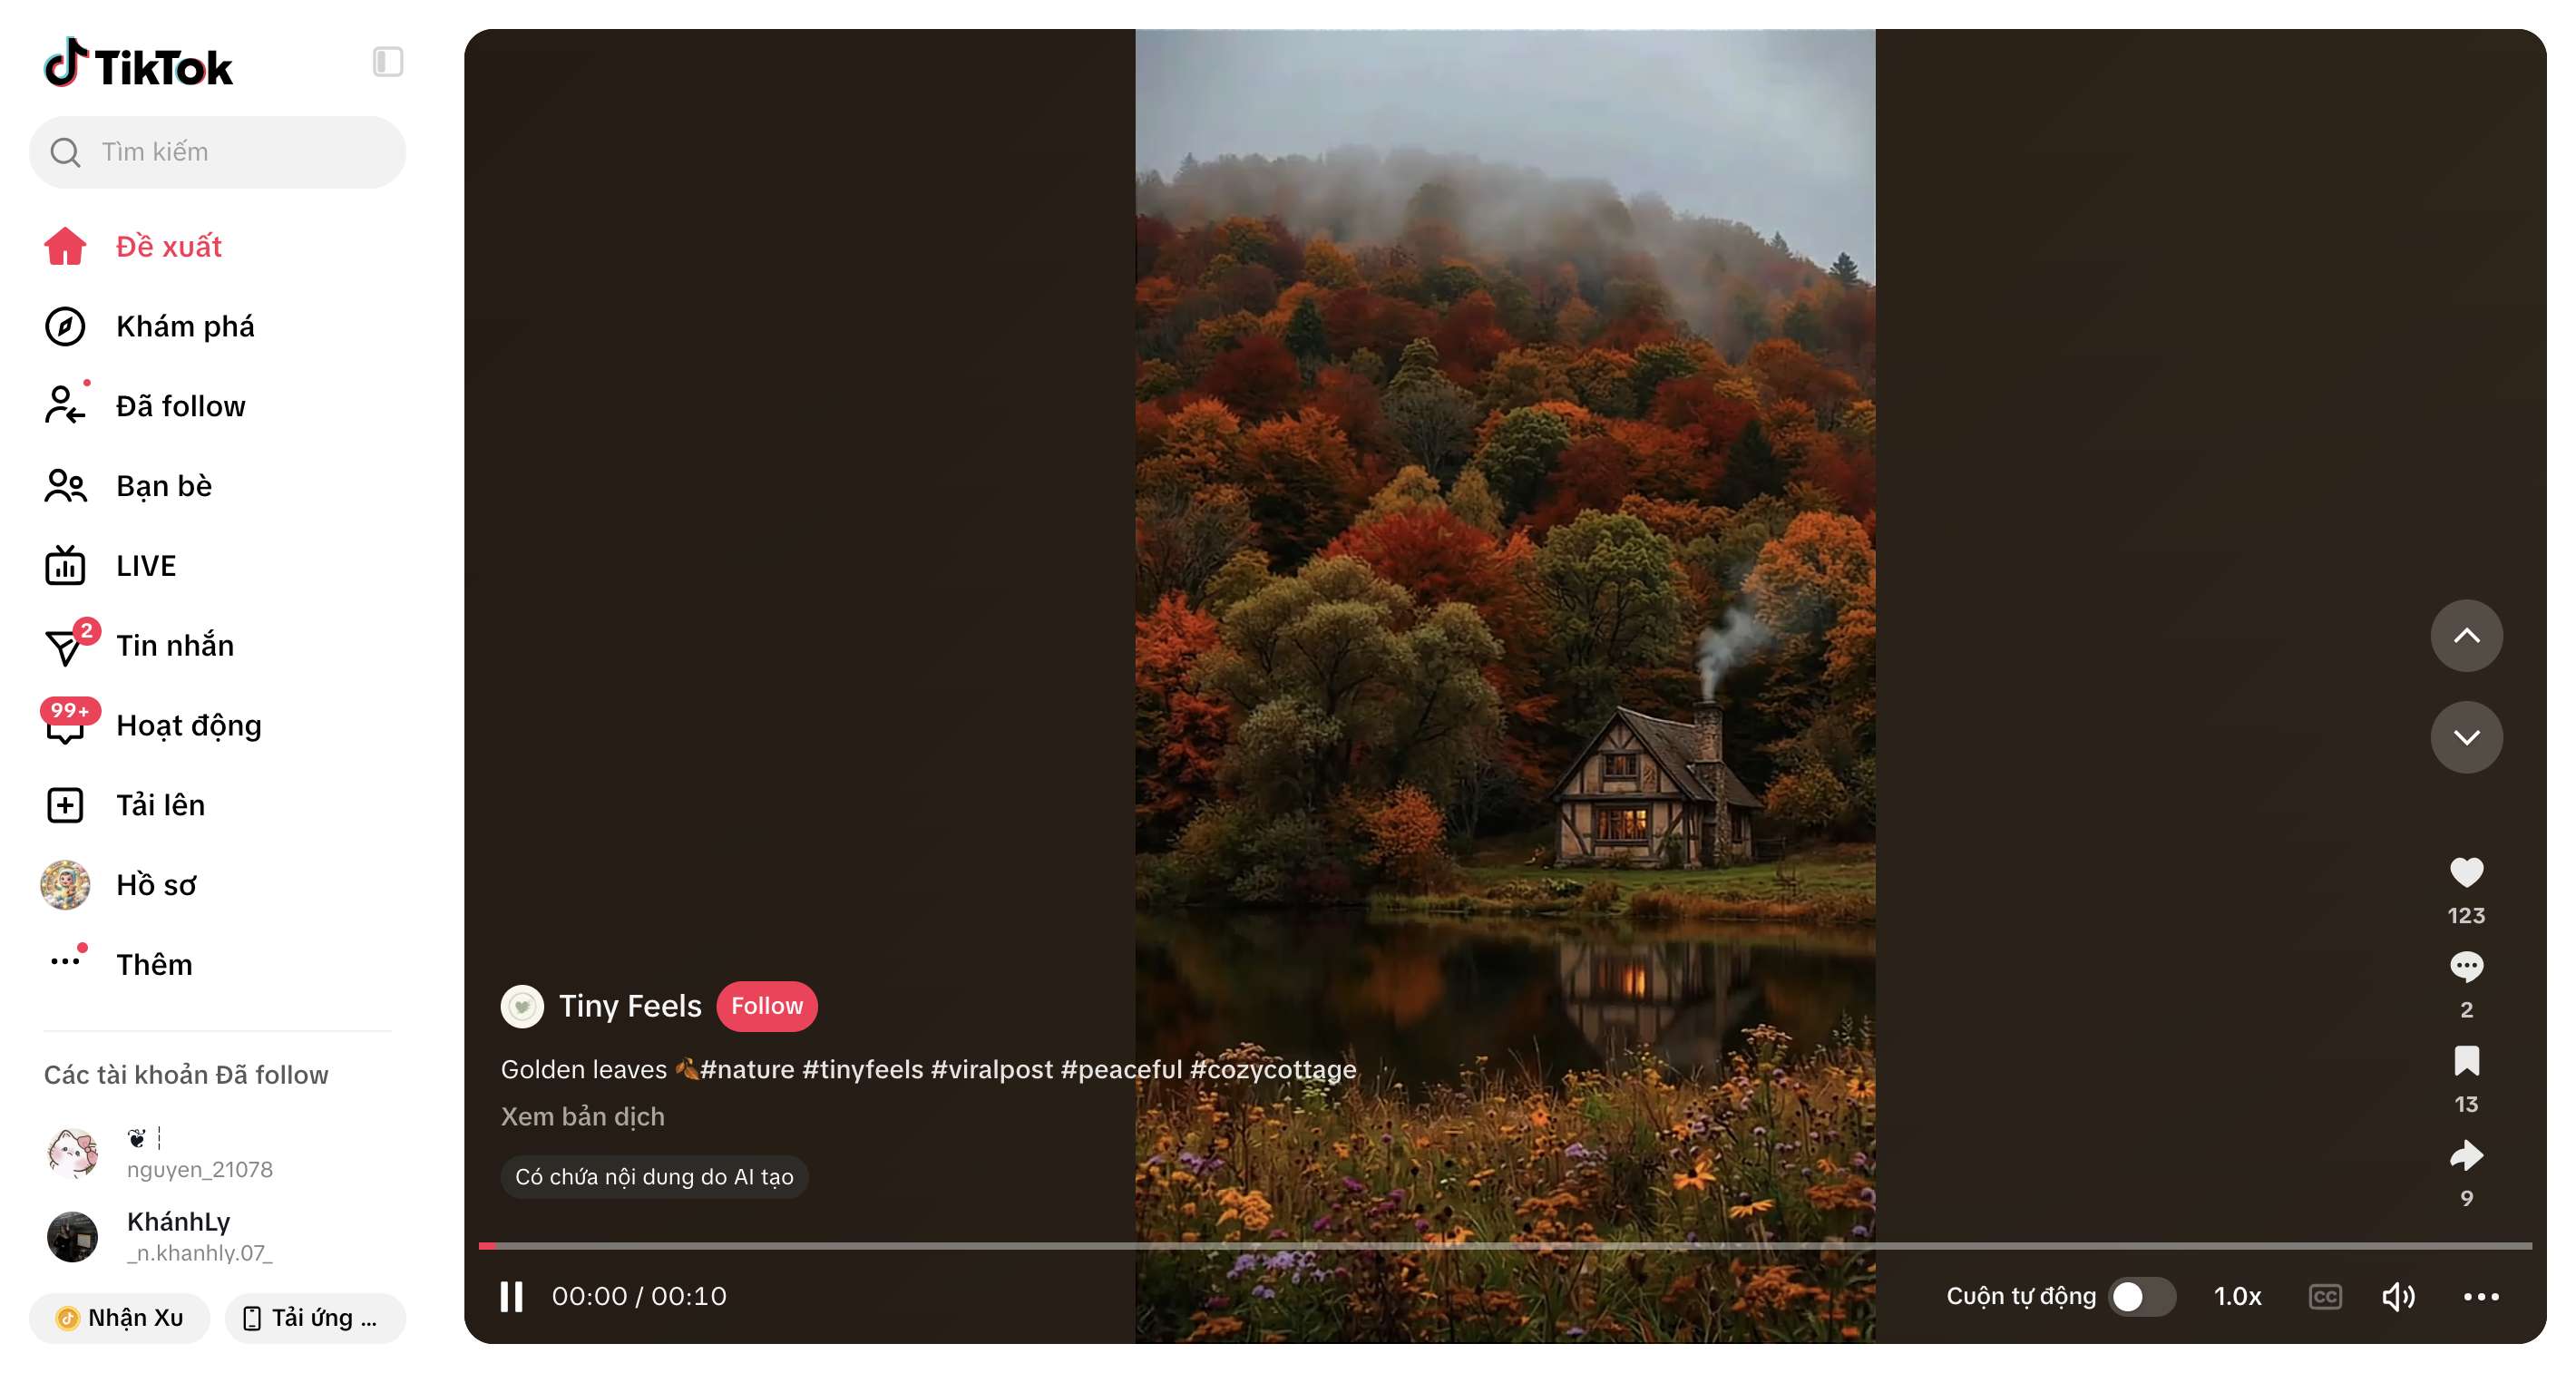 TikTok
Tìm kiếm
Đề xuất
Khám phá
Đã follow
Bạn bè
LIVE
2
Tin nhắn
99+
Hoạt động
Tải lên
Hồ sơ
Thêm
Các tài khoản Đã follow
❦ ┊
nguyen_21078
KhánhLy
_n.khanhly.07_
Nhận Xu
Tải ứng ...
Tiny Feels
Follow
Golden leaves 🍂#nature #tinyfeels #viralpost #peaceful #cozycottage
Xem bản dịch
Có chứa nội dung do AI tạo
123
2
13
9
00:00 / 00:10
Cuộn tự động
1.0x
CC